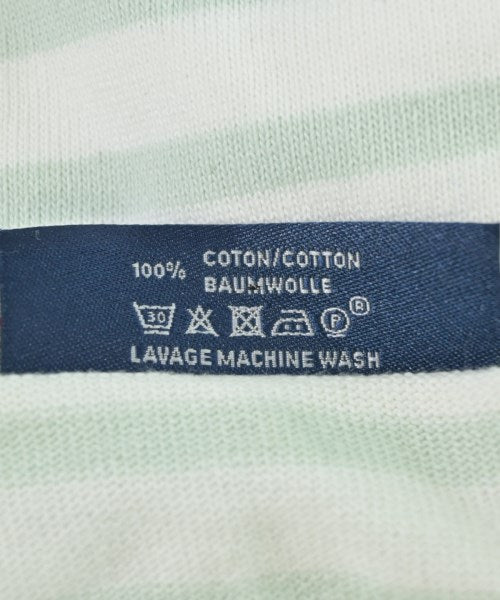 100% COTON/COTTON
BAUMWOLLE
30 P ®
LAVAGE MACHINE WASH